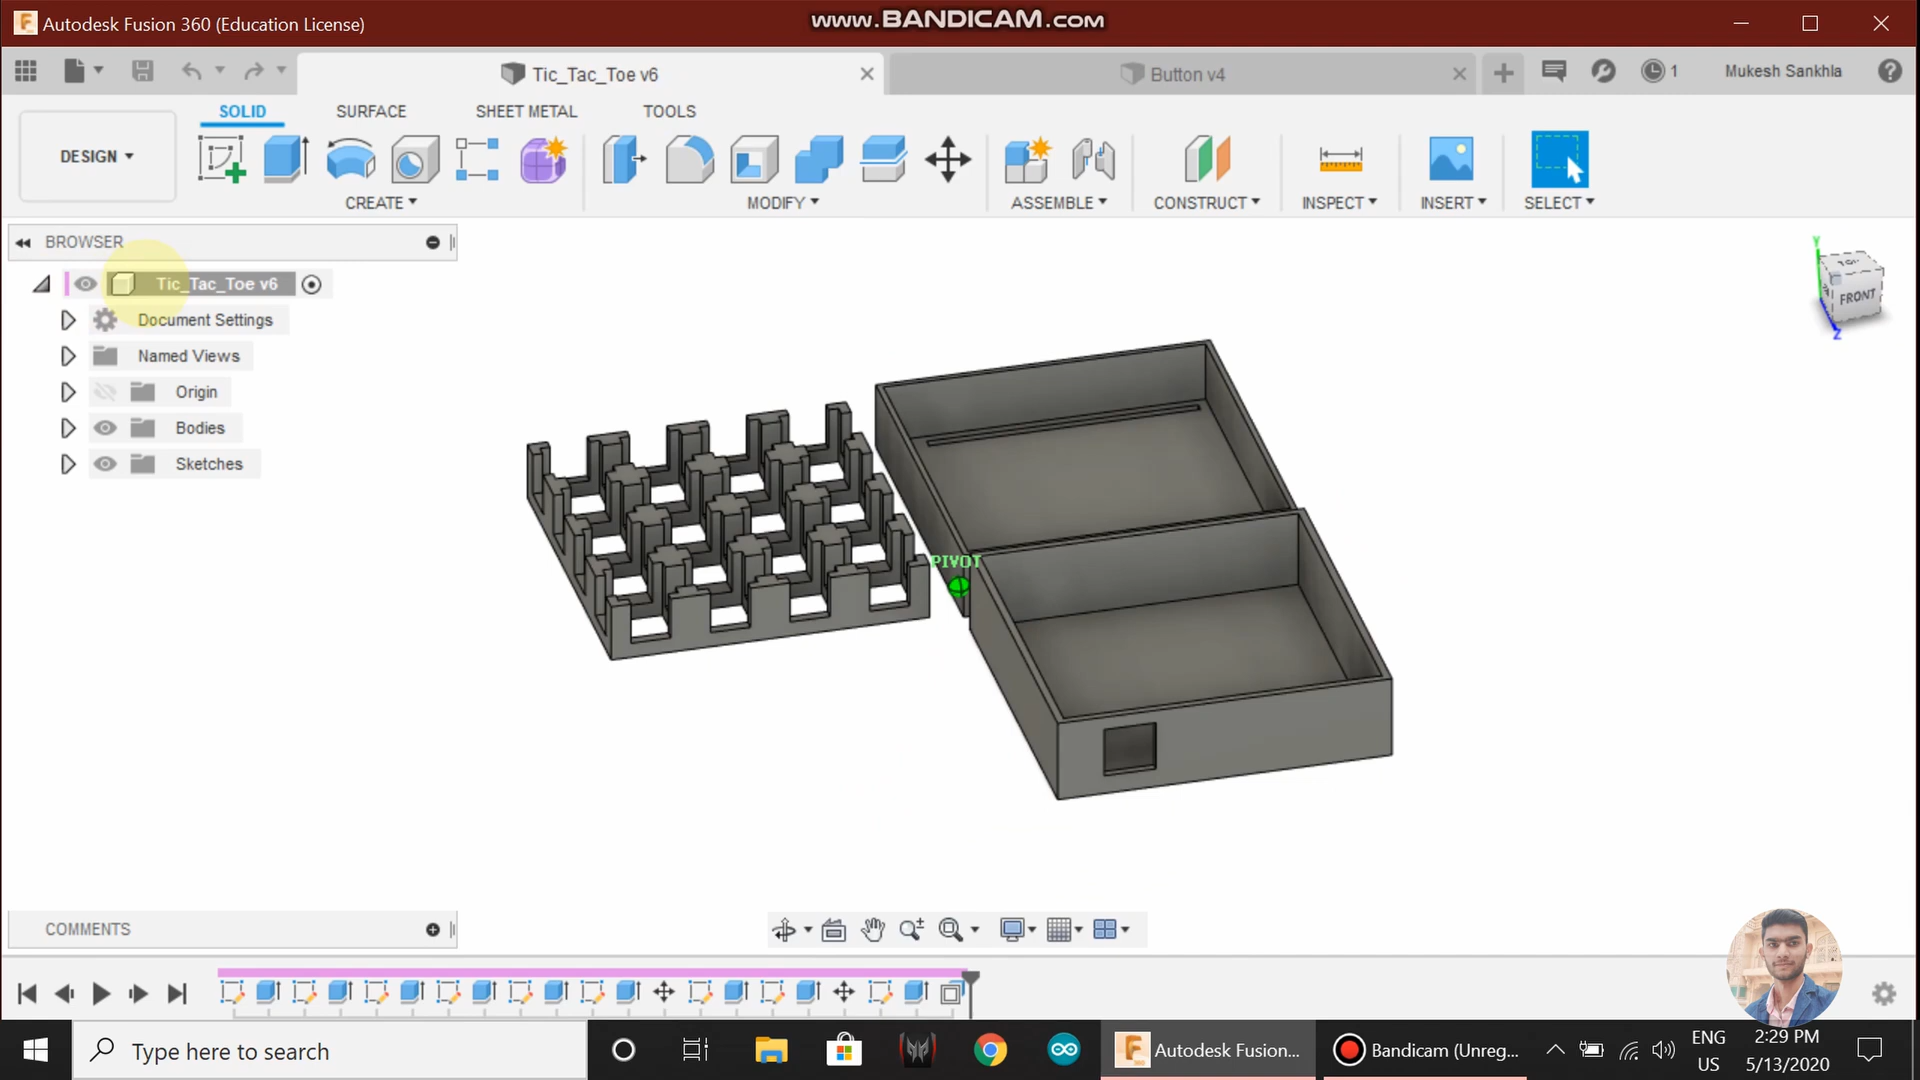 Autodesk Fusion 360 (Education License)
www.BANDICAM.com
Tic_Tac_Toe v6
Button v4
1
Mukesh Sankhla
SOLID
SURFACE
SHEET METAL
TOOLS
DESIGN
CREATE
MODIFY
ASSEMBLE
CONSTRUCT
INSPECT
INSERT
SELECT
BROWSER
Tic_Tac_Toe v6
Document Settings
Named Views
Origin
Bodies
Sketches
Y
TOP
FRONT
Z
PIVOT
COMMENTS
Type here to search
Autodesk Fusion...
Bandicam (Unreg...
ENG
US
2:29 PM
5/13/2020